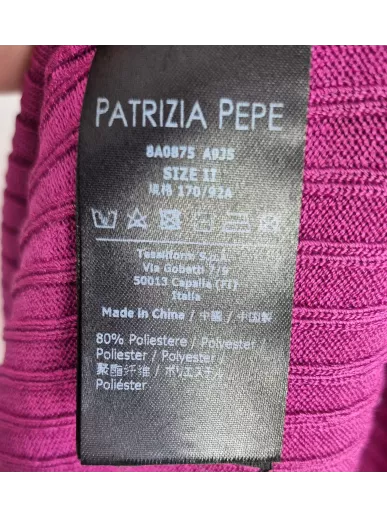 PATRIZIA PEPE
8A0875 A9J5
SIZE II
规格 170/92A
Tessilform S.p.A.
Via Gobetti 7/9
50013 Capalle (FI)
Italia
Made in China / 中國 / 中国製
80% Poliestere / Polyester /
Poliester / Polyester /
聚酯纤维 / ポリエステル /
Poliéster